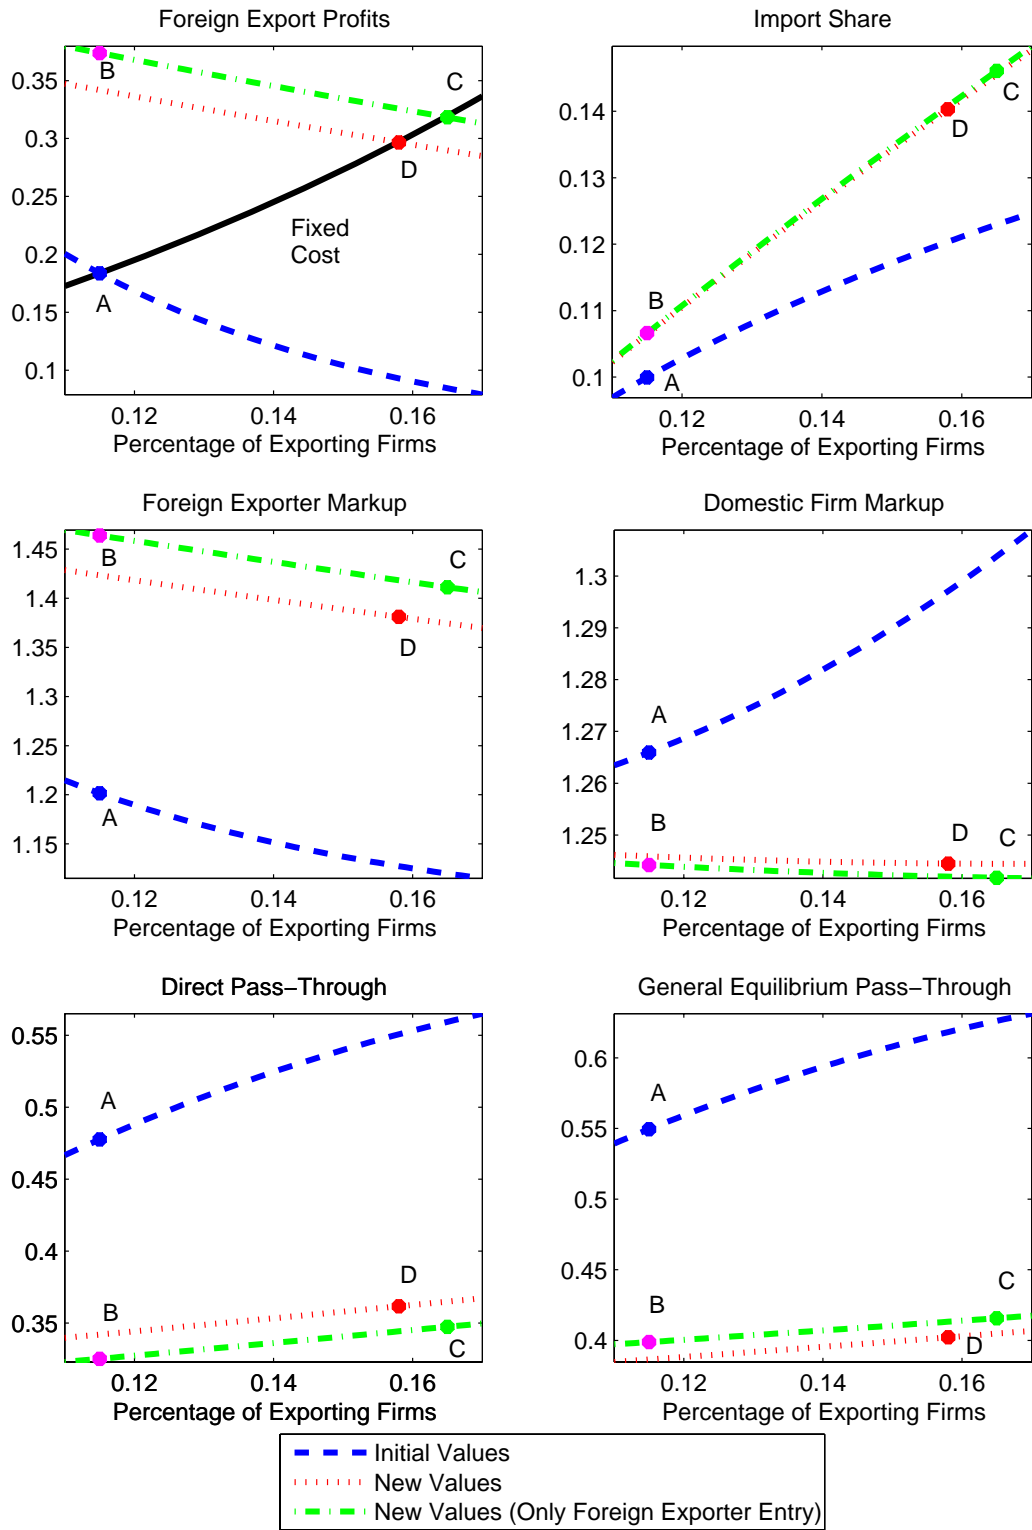 Foreign Export Profits
0.35
0.3
0.25
0.2
0.15
0.1
B
C
D
Fixed
Cost
A
0.12 0.14 0.16
Percentage of Exporting Firms
Import Share
0.14
0.13
0.12
0.11
0.1
C
D
B
A
0.12 0.14 0.16
Percentage of Exporting Firms
Foreign Exporter Markup
1.45
1.4
1.35
1.3
1.25
1.2
1.15
B
C
D
A
0.12 0.14 0.16
Percentage of Exporting Firms
Domestic Firm Markup
1.3
1.29
1.28
1.27
1.26
1.25
A
B
D
C
0.12 0.14 0.16
Percentage of Exporting Firms
Direct Pass−Through
0.55
0.5
0.45
0.4
0.35
A
D
B
C
0.12 0.14 0.16
Percentage of Exporting Firms
General Equilibrium Pass−Through
0.6
0.55
0.5
0.45
0.4
A
C
B
D
0.12 0.14 0.16
Percentage of Exporting Firms
Initial Values
New Values
New Values (Only Foreign Exporter Entry)